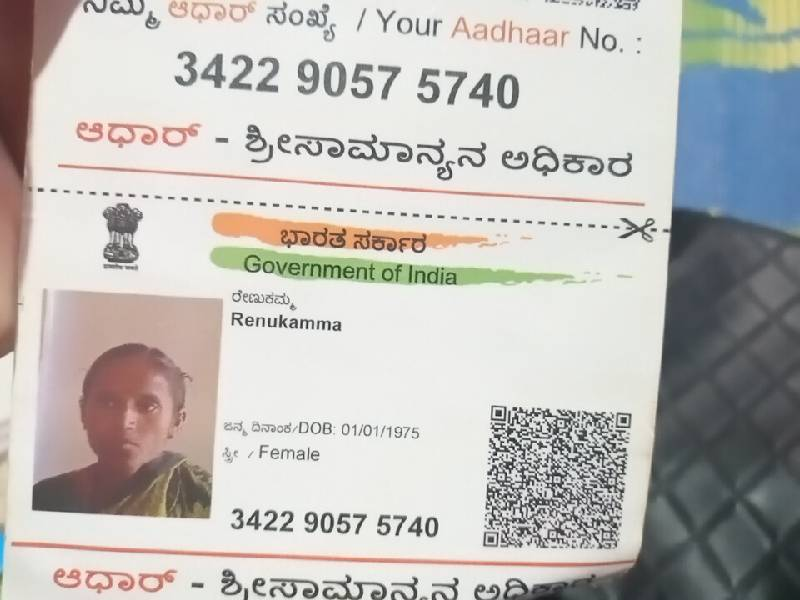 ನಿಮ್ಮ ಆಧಾರ್ ಸಂಖ್ಯೆ / Your Aadhaar No. :
3422 9057 5740
ಆಧಾರ್ - ಶ್ರೀಸಾಮಾನ್ಯನ ಅಧಿಕಾರ
ಭಾರತ ಸರ್ಕಾರ
Government of India
ರೇಣುಕಮ್ಮ
Renukamma
ಜನ್ಮ ದಿನಾಂಕ/DOB: 01/01/1975
ಸ್ತ್ರೀ / Female
3422 9057 5740
ಆಧಾರ್ - ಶ್ರೀಸಾಮಾನ್ಯನ ಅಧಿಕಾರ